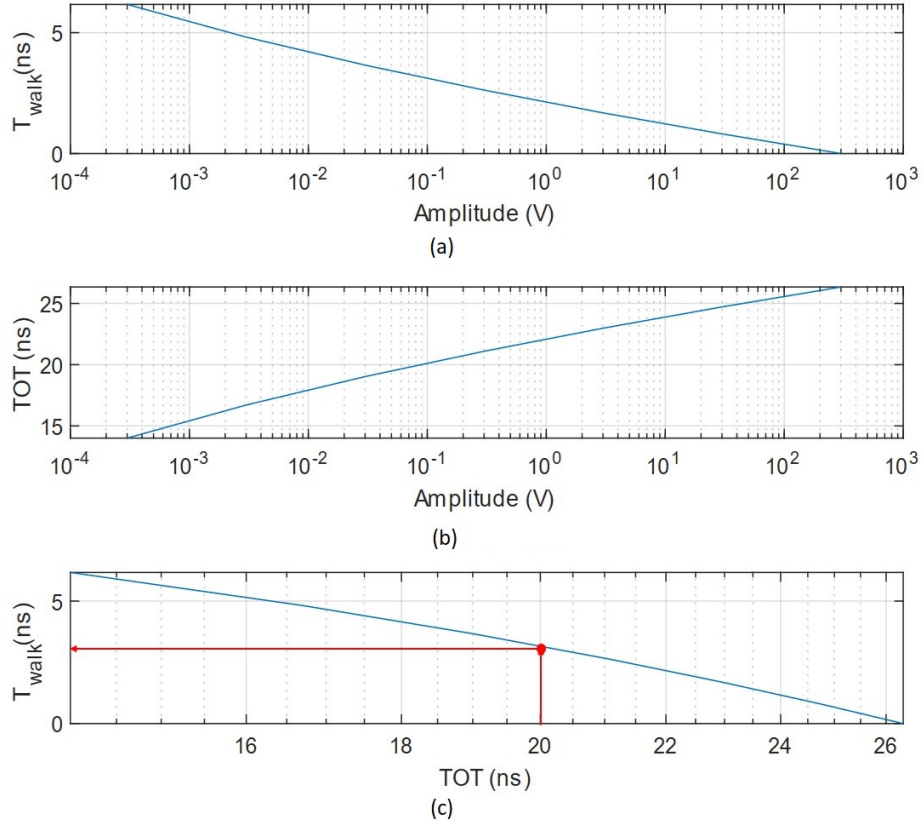 5
0
T_walk(ns)
10^-4 10^-3 10^-2 10^-1 10^0 10^1 10^2 10^3
Amplitude (V)
(a)
25
20
15
TOT (ns)
10^-4 10^-3 10^-2 10^-1 10^0 10^1 10^2 10^3
Amplitude (V)
(b)
5
0
T_walk(ns)
16 18 20 22 24 26
TOT (ns)
(c)